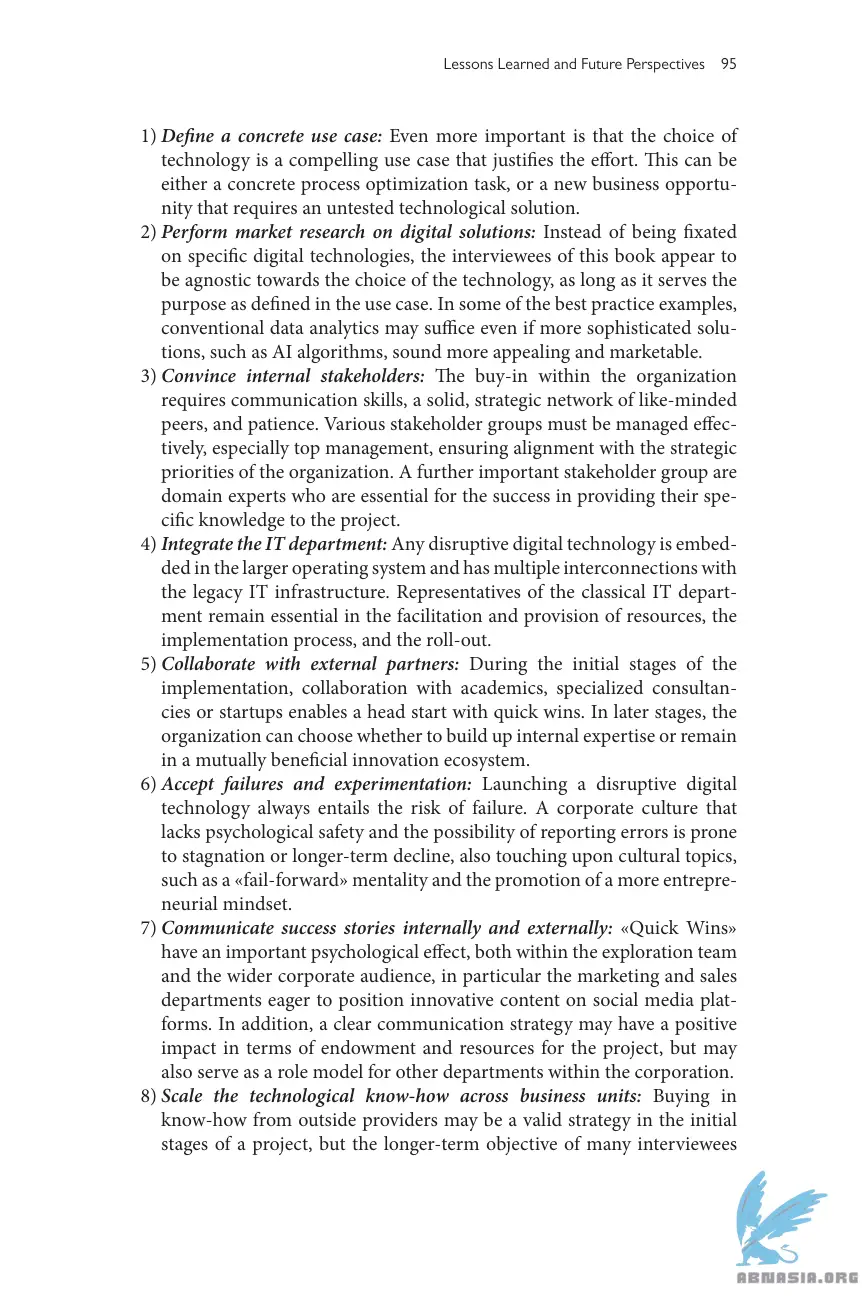 Lessons Learned and Future Perspectives 95
1) Define a concrete use case: Even more important is that the choice of
technology is a compelling use case that justifies the effort. This can be
either a concrete process optimization task, or a new business opportu-
nity that requires an untested technological solution.
2) Perform market research on digital solutions: Instead of being fixated
on specific digital technologies, the interviewees of this book appear to
be agnostic towards the choice of the technology, as long as it serves the
purpose as defined in the use case. In some of the best practice examples,
conventional data analytics may suffice even if more sophisticated solu-
tions, such as AI algorithms, sound more appealing and marketable.
3) Convince internal stakeholders: The buy-in within the organization
requires communication skills, a solid, strategic network of like-minded
peers, and patience. Various stakeholder groups must be managed effec-
tively, especially top management, ensuring alignment with the strategic
priorities of the organization. A further important stakeholder group are
domain experts who are essential for the success in providing their spe-
cific knowledge to the project.
4) Integrate the IT department: Any disruptive digital technology is embed-
ded in the larger operating system and has multiple interconnections with
the legacy IT infrastructure. Representatives of the classical IT depart-
ment remain essential in the facilitation and provision of resources, the
implementation process, and the roll-out.
5) Collaborate with external partners: During the initial stages of the
implementation, collaboration with academics, specialized consultan-
cies or startups enables a head start with quick wins. In later stages, the
organization can choose whether to build up internal expertise or remain
in a mutually beneficial innovation ecosystem.
6) Accept failures and experimentation: Launching a disruptive digital
technology always entails the risk of failure. A corporate culture that
lacks psychological safety and the possibility of reporting errors is prone
to stagnation or longer-term decline, also touching upon cultural topics,
such as a «fail-forward» mentality and the promotion of a more entrepre-
neurial mindset.
7) Communicate success stories internally and externally: «Quick Wins»
have an important psychological effect, both within the exploration team
and the wider corporate audience, in particular the marketing and sales
departments eager to position innovative content on social media plat-
forms. In addition, a clear communication strategy may have a positive
impact in terms of endowment and resources for the project, but may
also serve as a role model for other departments within the corporation.
8) Scale the technological know-how across business units: Buying in
know-how from outside providers may be a valid strategy in the initial
stages of a project, but the longer-term objective of many interviewees
ABNASIA.ORG